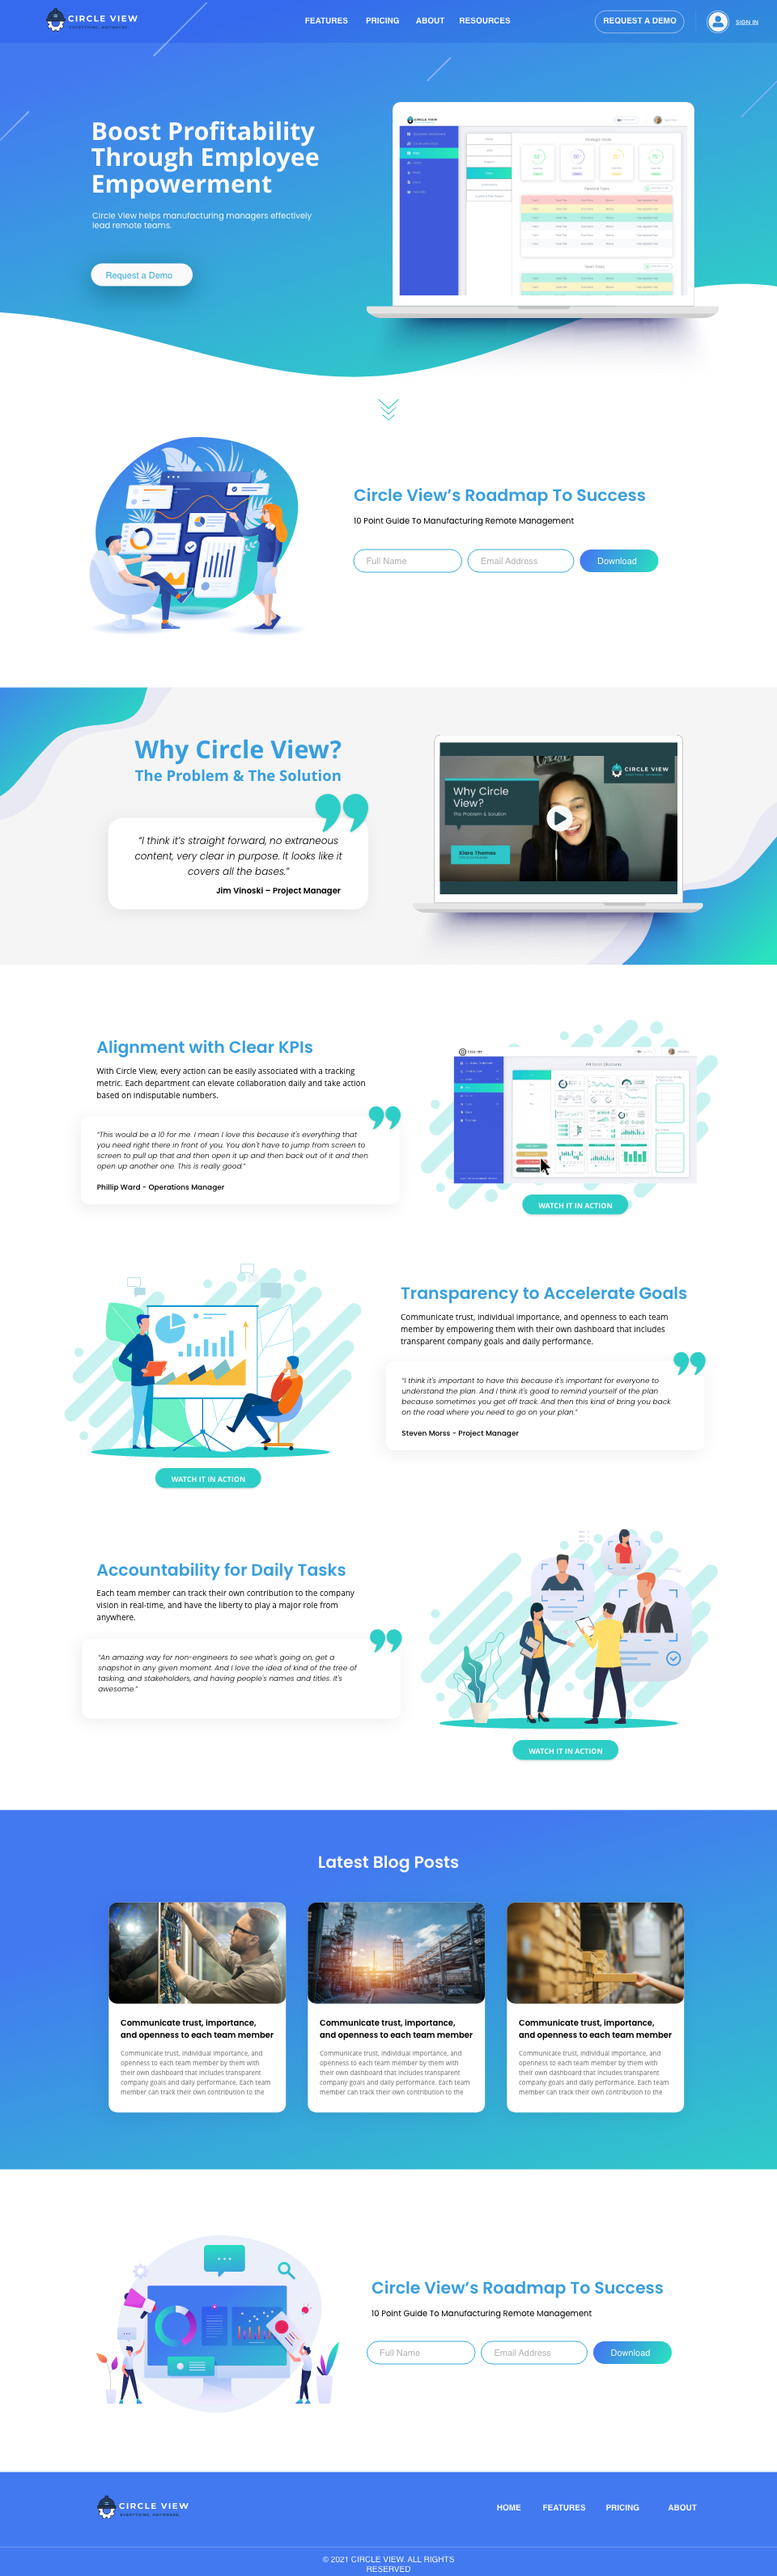 CIRCLE VIEW
EVERYTHING, ANYWHERE.
FEATURES
PRICING
ABOUT
RESOURCES
REQUEST A DEMO
SIGN IN
Boost Profitability
Through Employee
Empowerment
Circle View helps manufacturing managers effectively
lead remote teams.
Request a Demo
CIRCLE VIEW
Circle View’s Roadmap To Success
10 Point Guide To Manufacturing Remote Management
Full Name
Email Address
Download
Why Circle View?
The Problem & The Solution
“I think it’s straight forward, no extraneous
content, very clear in purpose. It looks like it
covers all the bases.”
Jim Vinoski – Project Manager
CIRCLE VIEW
Why Circle
View?
The Problem & Solution
Kiara Thomas
Alignment with Clear KPIs
With Circle View, every action can be easily associated with a tracking
metric. Each department can elevate collaboration daily and take action
based on indisputable numbers.
“This would be a 10 for me. I mean I love this because it's everything that
you need right there in front of you. You don’t have to jump from screen to
screen to pull up that and then open it up and then back out of it and then
open up another one. This is really good.”
Phillip Ward - Operations Manager
WATCH IT IN ACTION
Transparency to Accelerate Goals
Communicate trust, individual importance, and openness to each team
member by empowering them with their own dashboard that includes
transparent company goals and daily performance.
“I think it's important to have this because it's important for everyone to
understand the plan. And I think it's good to remind yourself of the plan
because sometimes you get off track. And then this kind of bring you back
on the road where you need to go on your plan.”
Steven Morss - Project Manager
WATCH IT IN ACTION
Accountability for Daily Tasks
Each team member can track their own contribution to the company
vision in real-time, and have the liberty to play a major role from
anywhere.
“An amazing way for non-engineers to see what's going on, get a
snapshot in any given moment. And I love the idea of kind of the tree of
tasking, and stakeholders, and having people's names and titles. It's
awesome.”
WATCH IT IN ACTION
Latest Blog Posts
Communicate trust, importance,
and openness to each team member
Communicate trust, individual importance, and
openness to each team member by them with
their own dashboard that includes transparent
company goals and daily performance. Each team
member can track their own contribution to the
Communicate trust, importance,
and openness to each team member
Communicate trust, individual importance, and
openness to each team member by them with
their own dashboard that includes transparent
company goals and daily performance. Each team
member can track their own contribution to the
Communicate trust, importance,
and openness to each team member
Communicate trust, individual importance, and
openness to each team member by them with
their own dashboard that includes transparent
company goals and daily performance. Each team
member can track their own contribution to the
Circle View’s Roadmap To Success
10 Point Guide To Manufacturing Remote Management
Full Name
Email Address
Download
CIRCLE VIEW
EVERYTHING, ANYWHERE.
HOME
FEATURES
PRICING
ABOUT
© 2021 CIRCLE VIEW. ALL RIGHTS
RESERVED